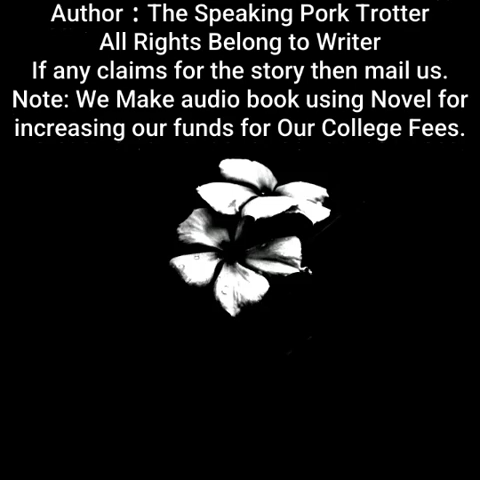 Author : The Speaking Pork Trotter
All Rights Belong to Writer
If any claims for the story then mail us.
Note: We Make audio book using Novel for
increasing our funds for Our College Fees.